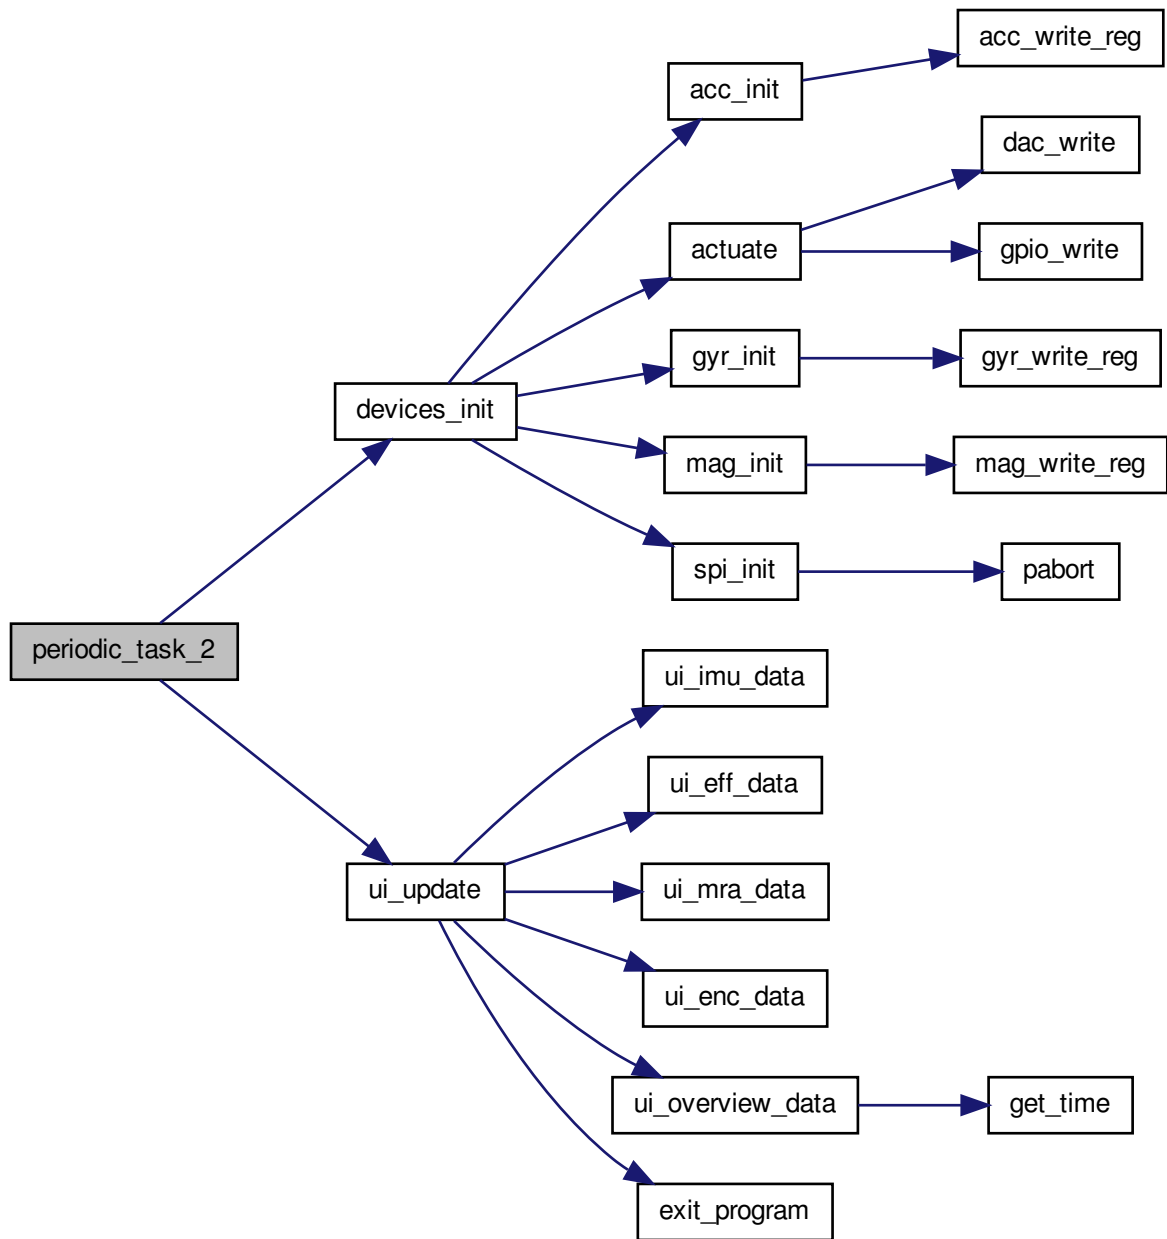 acc_write_reg
acc_init
dac_write
actuate
gpio_write
gyr_init
gyr_write_reg
devices_init
mag_init
mag_write_reg
spi_init
pabort
periodic_task_2
ui_imu_data
ui_eff_data
ui_update
ui_mra_data
ui_enc_data
ui_overview_data
get_time
exit_program